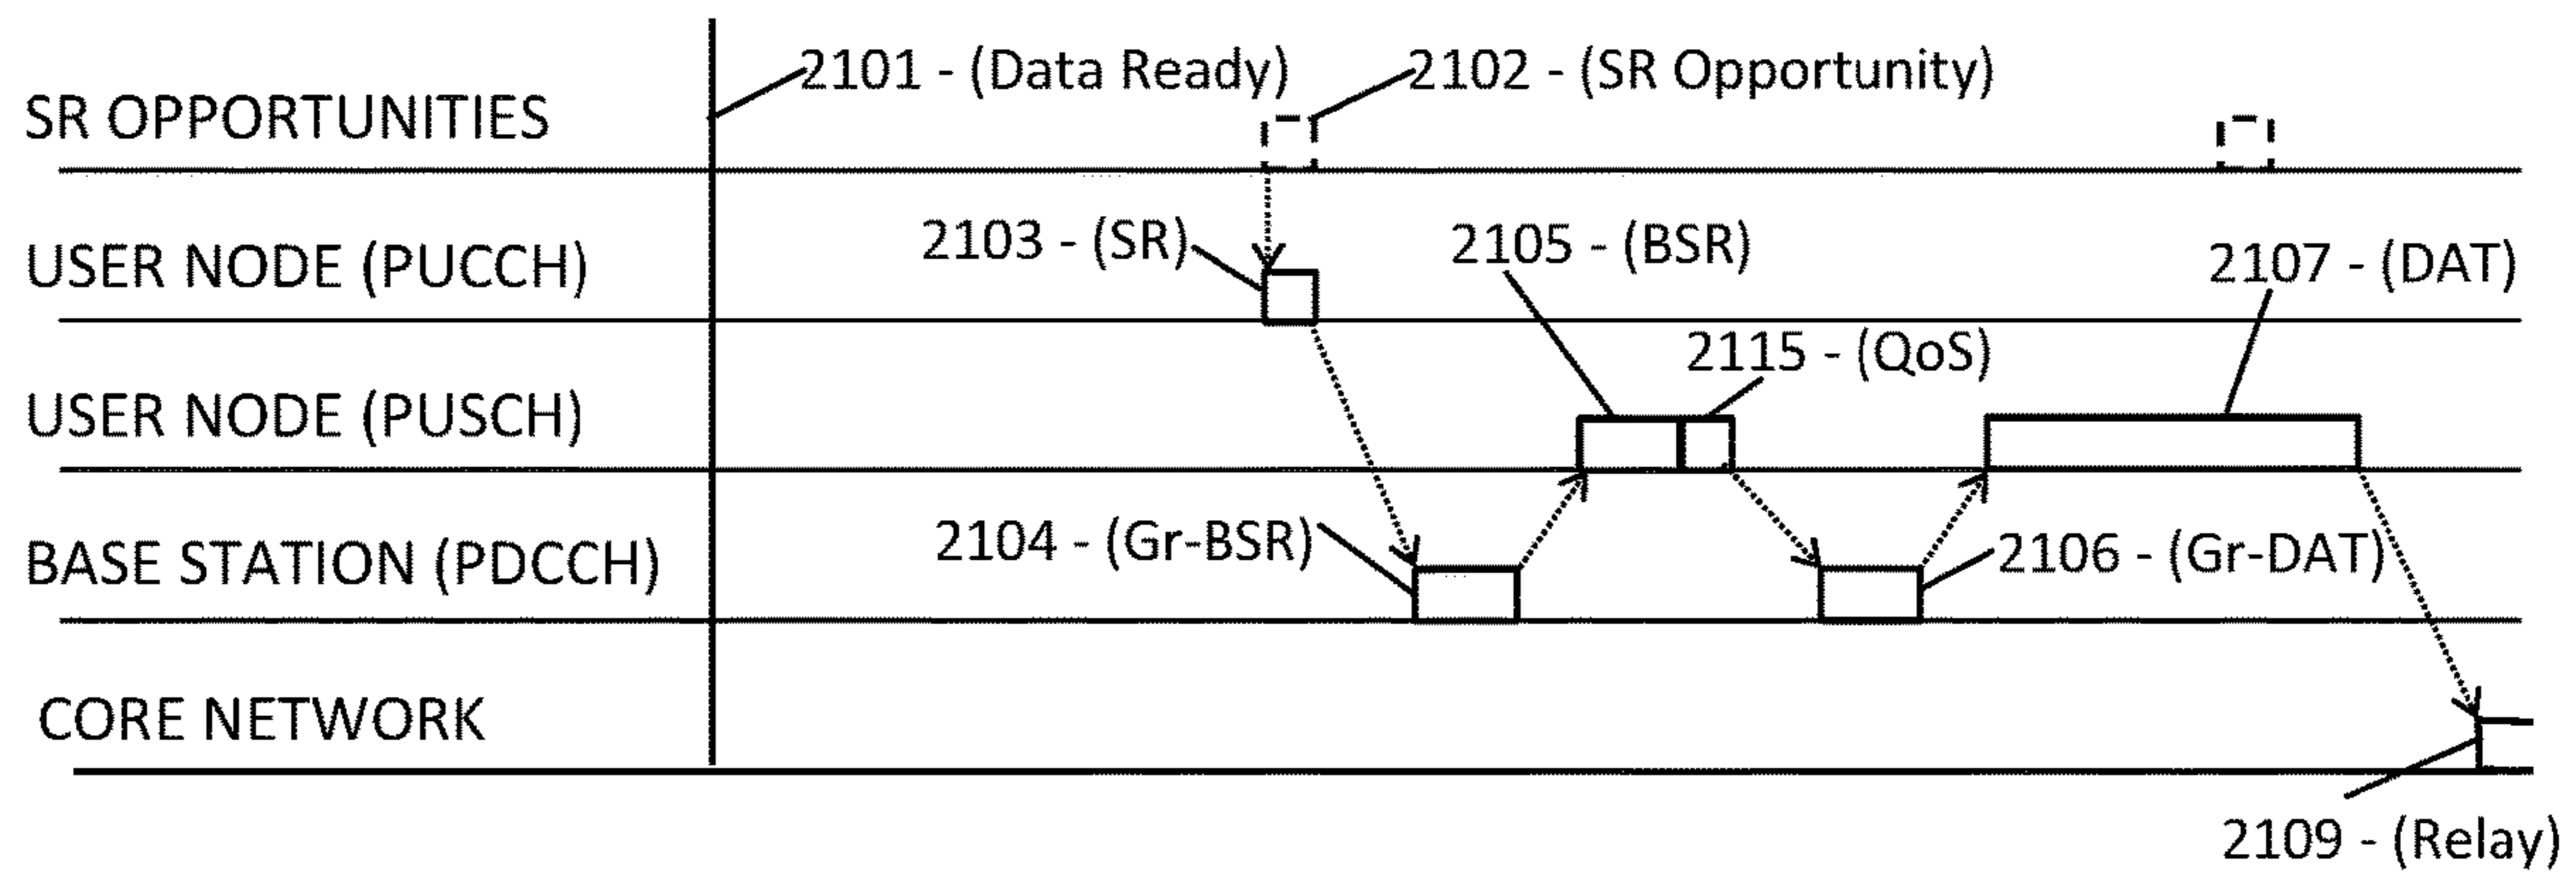 2101 - (Data Ready)
2102 - (SR Opportunity)
SR OPPORTUNITIES
2103 - (SR)
2105 - (BSR)
USER NODE (PUCCH)
2107 - (DAT)
2115 - (QoS)
USER NODE (PUSCH)
2104 - (Gr-BSR)
2106 - (Gr-DAT)
BASE STATION (PDCCH)
CORE NETWORK
2109 - (Relay)